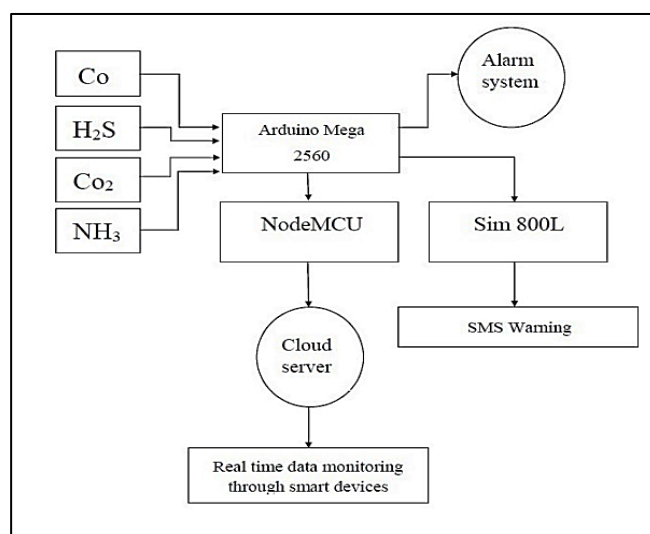 Co
H₂S
Co₂
NH₃
Arduino Mega
2560
Alarm
system
NodeMCU
Sim 800L
Cloud
server
SMS Warning
Real time data monitoring
through smart devices